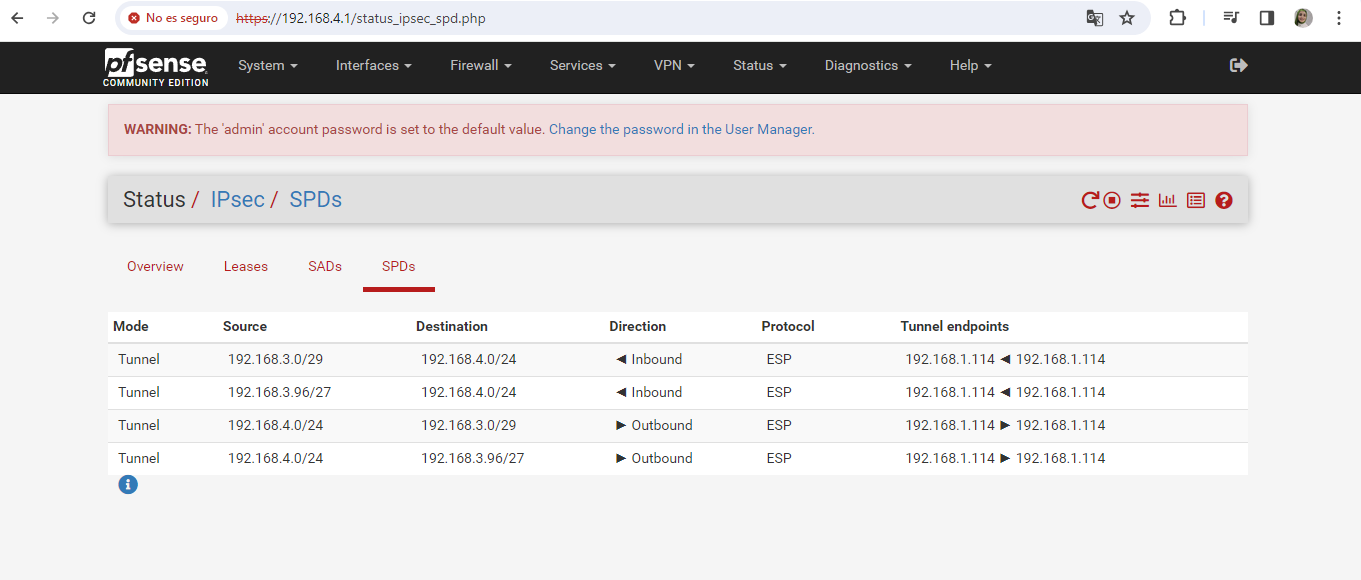 No es seguro https://192.168.4.1/status_ipsec_spd.php
pfsense
COMMUNITY EDITION
System Interfaces Firewall Services VPN Status Diagnostics Help
WARNING: The 'admin' account password is set to the default value. Change the password in the User Manager.
Status / IPsec / SPDs
Overview Leases SADs SPDs
Mode Source Destination Direction Protocol Tunnel endpoints
Tunnel 192.168.3.0/29 192.168.4.0/24 ◄ Inbound ESP 192.168.1.114 ◄ 192.168.1.114
Tunnel 192.168.3.96/27 192.168.4.0/24 ◄ Inbound ESP 192.168.1.114 ◄ 192.168.1.114
Tunnel 192.168.4.0/24 192.168.3.0/29 ► Outbound ESP 192.168.1.114 ► 192.168.1.114
Tunnel 192.168.4.0/24 192.168.3.96/27 ► Outbound ESP 192.168.1.114 ► 192.168.1.114